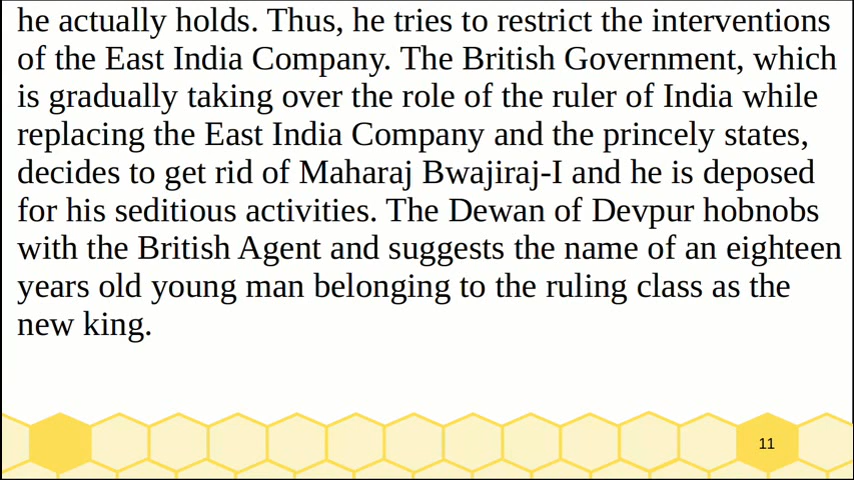 he actually holds. Thus, he tries to restrict the interventions
of the East India Company. The British Government, which
is gradually taking over the role of the ruler of India while
replacing the East India Company and the princely states,
decides to get rid of Maharaj Bwajiraj-I and he is deposed
for his seditious activities. The Dewan of Devpur hobnobs
with the British Agent and suggests the name of an eighteen
years old young man belonging to the ruling class as the
new king.
11